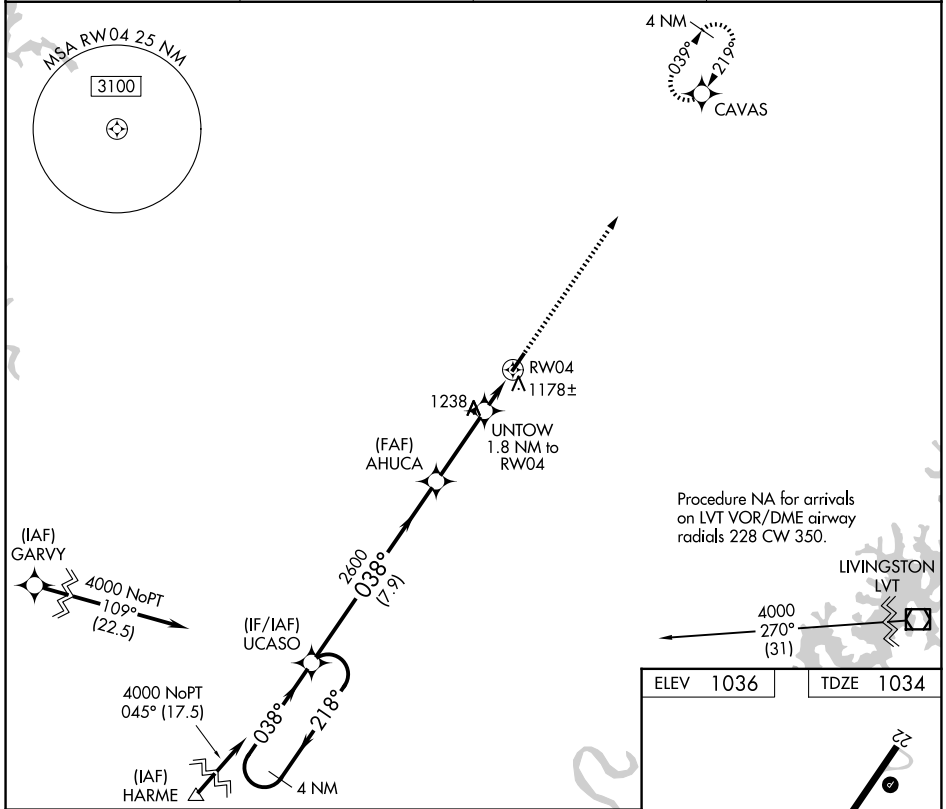 MSA RW04 25 NM
3100
4 NM
039°
219°
CAVAS
RW04
1178±
1238
UNTOW
1.8 NM to
RW04
(FAF)
AHUCA
Procedure NA for arrivals
on LVT VOR/DME airway
radials 228 CW 350.
(IAF)
GARVY
4000 NoPT
109°
(22.5)
2600
038°
(7.9)
LIVINGSTON
LVT
4000
270°
(31)
(IF/IAF)
UCASO
4000 NoPT
045° (17.5)
038°
218°
(IAF)
HARME
4 NM
ELEV 1036
TDZE 1034
22
P